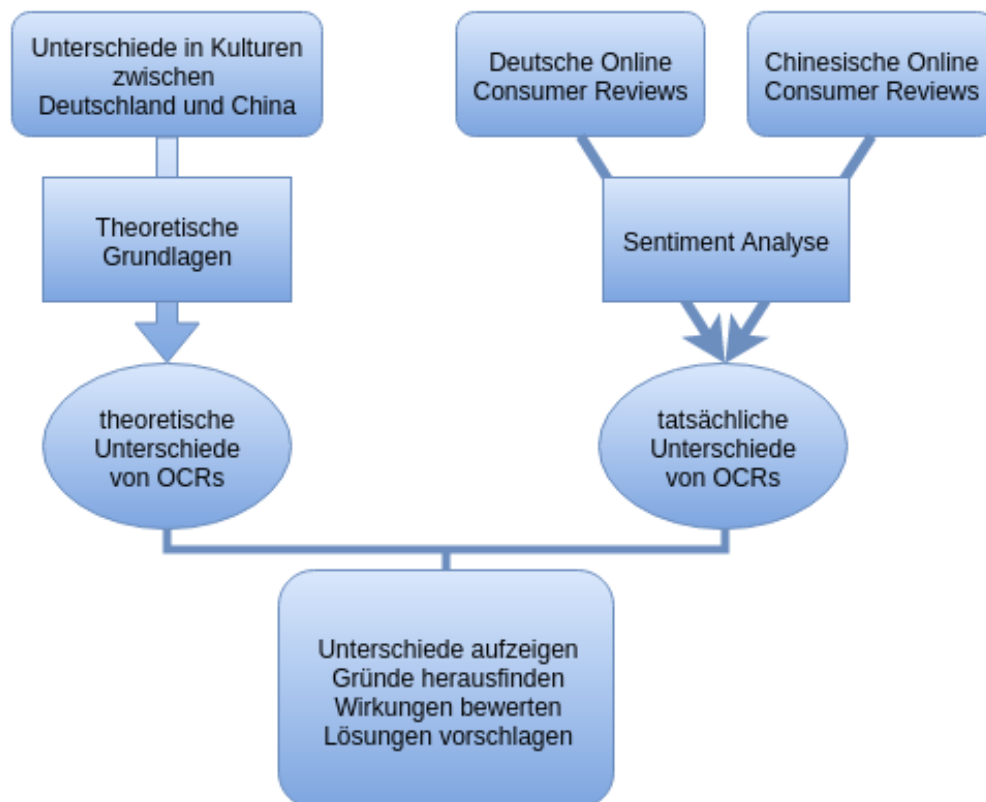 Unterschiede in Kulturen
zwischen
Deutschland und China
Deutsche Online
Consumer Reviews
Chinesische Online
Consumer Reviews
Theoretische
Grundlagen
Sentiment Analyse
theoretische
Unterschiede
von OCRs
tatsächliche
Unterschiede
von OCRs
Unterschiede aufzeigen
Gründe herausfinden
Wirkungen bewerten
Lösungen vorschlagen